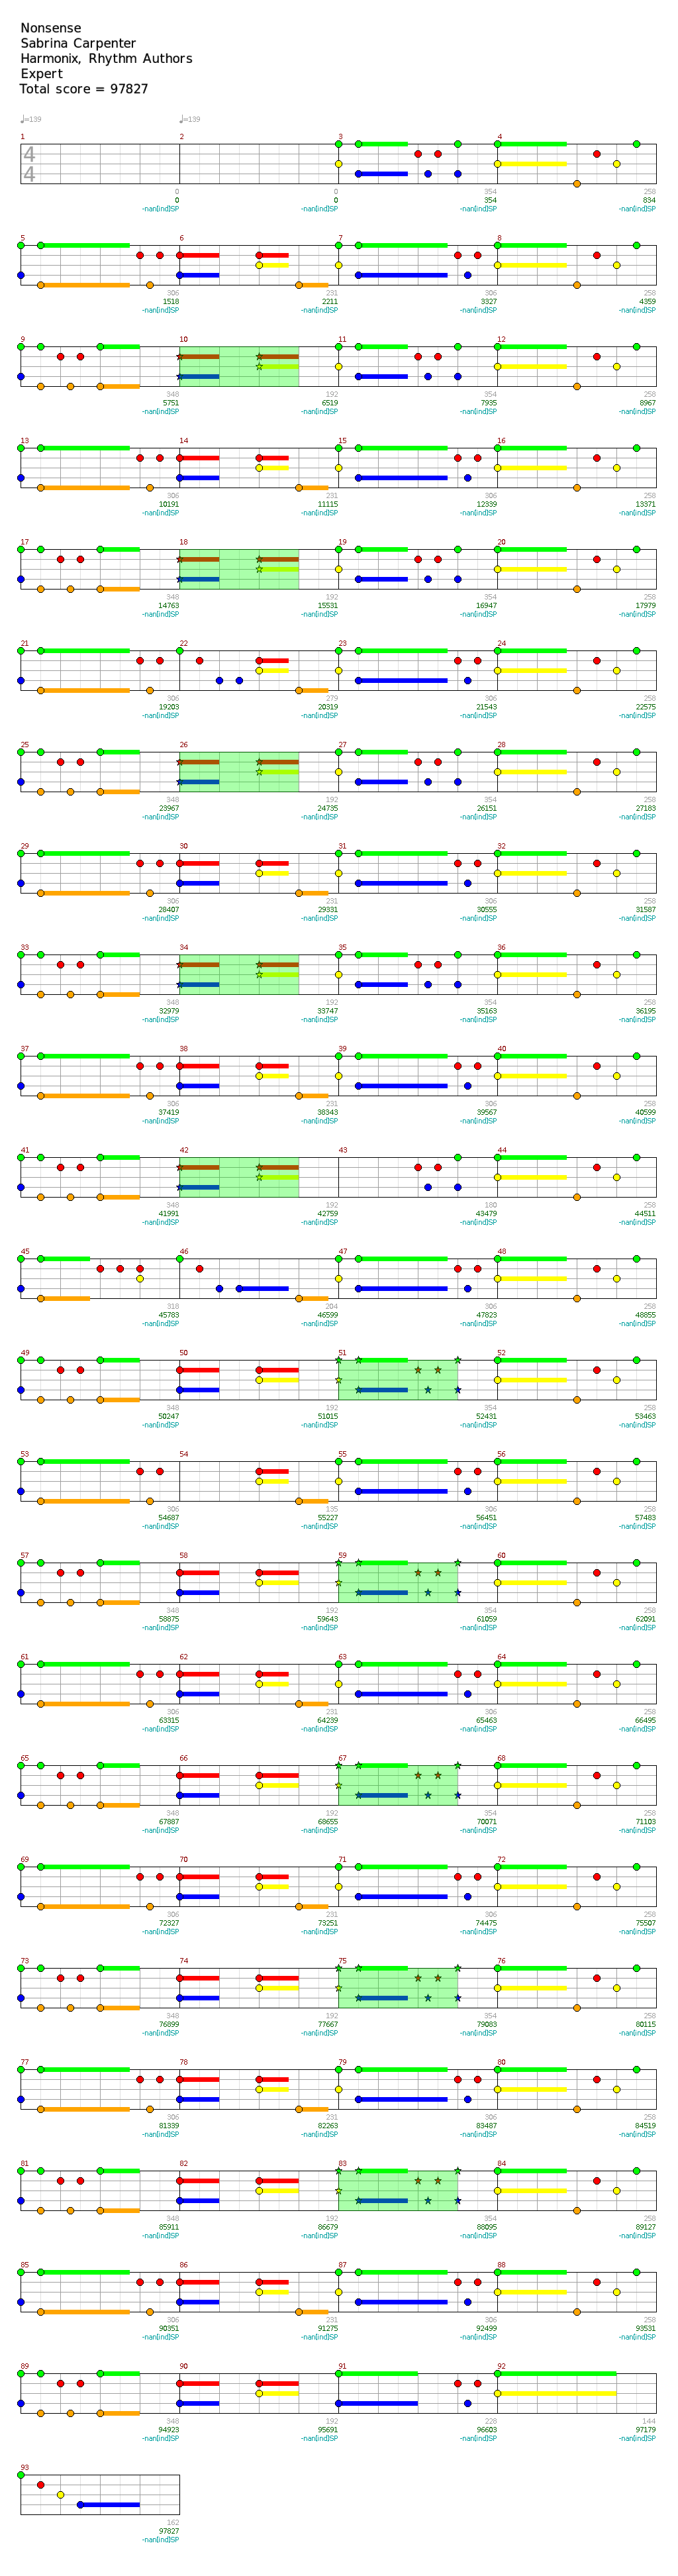 Nonsense
Sabrina Carpenter
Harmonix, Rhythm Authors
Expert
Total score = 97827
♩=139 ♩=139
1 2 3 4
4
4
0 0 354 258
0 0 354 834
-nan(ind)SP -nan(ind)SP -nan(ind)SP -nan(ind)SP
5 6 7 8
306 231 306 258
1518 2211 3327 4359
-nan(ind)SP -nan(ind)SP -nan(ind)SP -nan(ind)SP
9 10 11 12
348 192 354 258
5751 6519 7935 8967
-nan(ind)SP -nan(ind)SP -nan(ind)SP -nan(ind)SP
13 14 15 16
306 231 306 258
10191 11115 12339 13371
-nan(ind)SP -nan(ind)SP -nan(ind)SP -nan(ind)SP
17 18 19 20
348 192 354 258
14763 15531 16947 17979
-nan(ind)SP -nan(ind)SP -nan(ind)SP -nan(ind)SP
21 22 23 24
306 279 306 258
19203 20319 21543 22575
-nan(ind)SP -nan(ind)SP -nan(ind)SP -nan(ind)SP
25 26 27 28
348 192 354 258
23967 24735 26151 27183
-nan(ind)SP -nan(ind)SP -nan(ind)SP -nan(ind)SP
29 30 31 32
306 231 306 258
28407 29331 30555 31587
-nan(ind)SP -nan(ind)SP -nan(ind)SP -nan(ind)SP
33 34 35 36
348 192 354 258
32979 33747 35163 36195
-nan(ind)SP -nan(ind)SP -nan(ind)SP -nan(ind)SP
37 38 39 40
306 231 306 258
37419 38343 39567 40599
-nan(ind)SP -nan(ind)SP -nan(ind)SP -nan(ind)SP
41 42 43 44
348 192 180 258
41991 42759 43479 44511
-nan(ind)SP -nan(ind)SP -nan(ind)SP -nan(ind)SP
45 46 47 48
318 204 306 258
45783 46599 47823 48855
-nan(ind)SP -nan(ind)SP -nan(ind)SP -nan(ind)SP
49 50 51 52
348 192 354 258
50247 51015 52431 53463
-nan(ind)SP -nan(ind)SP -nan(ind)SP -nan(ind)SP
53 54 55 56
306 135 306 258
54687 55227 56451 57483
-nan(ind)SP -nan(ind)SP -nan(ind)SP -nan(ind)SP
57 58 59 60
348 192 354 258
58875 59643 61059 62091
-nan(ind)SP -nan(ind)SP -nan(ind)SP -nan(ind)SP
61 62 63 64
306 231 306 258
63315 64239 65463 66495
-nan(ind)SP -nan(ind)SP -nan(ind)SP -nan(ind)SP
65 66 67 68
348 192 354 258
67887 68655 70071 71103
-nan(ind)SP -nan(ind)SP -nan(ind)SP -nan(ind)SP
69 70 71 72
306 231 306 258
72327 73251 74475 75507
-nan(ind)SP -nan(ind)SP -nan(ind)SP -nan(ind)SP
73 74 75 76
348 192 354 258
76899 77667 79083 80115
-nan(ind)SP -nan(ind)SP -nan(ind)SP -nan(ind)SP
77 78 79 80
306 231 306 258
81339 82263 83487 84519
-nan(ind)SP -nan(ind)SP -nan(ind)SP -nan(ind)SP
81 82 83 84
348 192 354 258
85911 86679 88095 89127
-nan(ind)SP -nan(ind)SP -nan(ind)SP -nan(ind)SP
85 86 87 88
306 231 306 258
90351 91275 92499 93531
-nan(ind)SP -nan(ind)SP -nan(ind)SP -nan(ind)SP
89 90 91 92
348 192 228 144
94923 95691 96603 97179
-nan(ind)SP -nan(ind)SP -nan(ind)SP -nan(ind)SP
93
162
97827
-nan(ind)SP